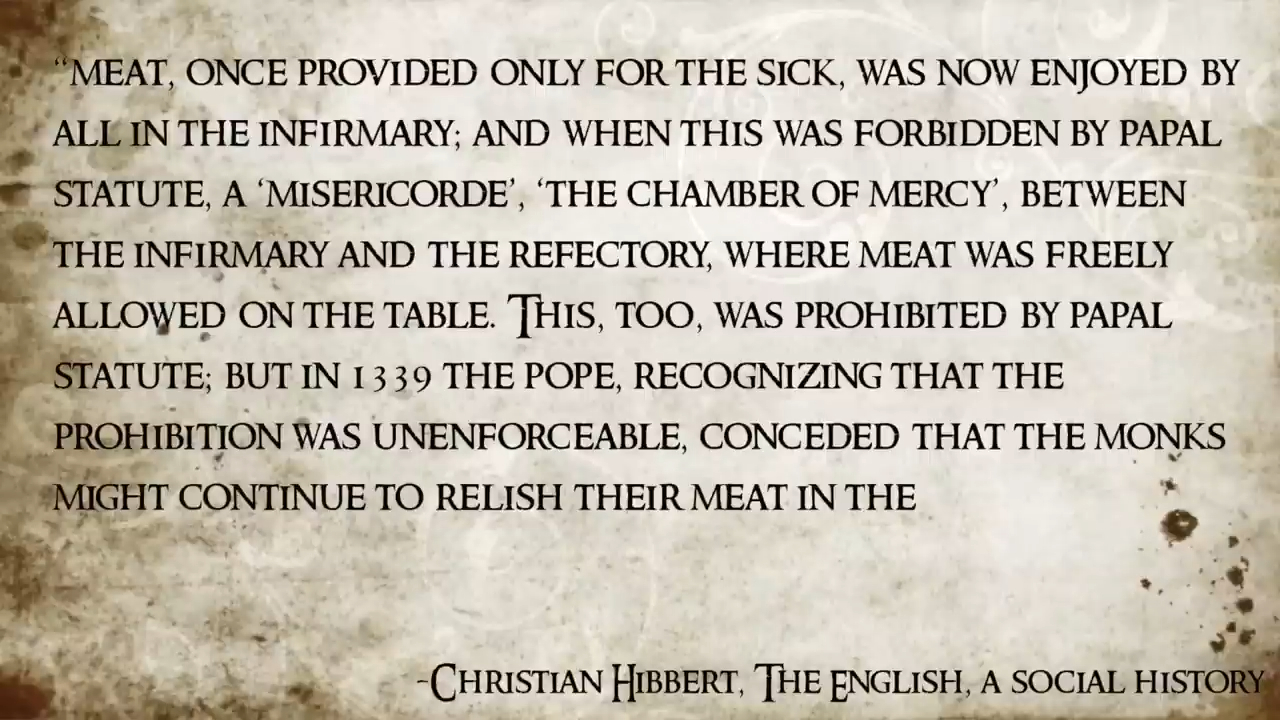 “Meat, once provided only for the sick, was now enjoyed by
all in the infirmary; and when this was forbidden by papal
statute, a ‘misericorde’, ‘the chamber of mercy’, between
the infirmary and the refectory, where meat was freely
allowed on the table. This, too, was prohibited by papal
statute; but in 1339 the pope, recognizing that the
prohibition was unenforceable, conceded that the monks
might continue to relish their meat in the
-Christian Hibbert, The English, a social history